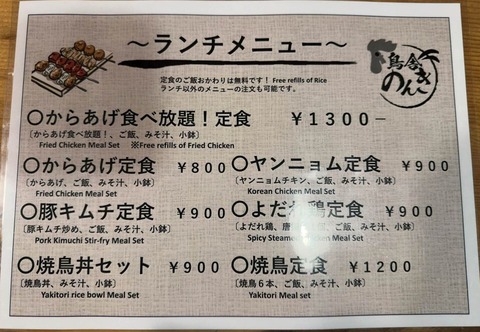 ～ランチメニュー～
鳥舎
のんき
定食のご飯おかわりは無料です！ Free refills of Rice
ランチ以外のメニューの注文も可能です。
〇からあげ食べ放題！定食 ￥1300−
〔からあげ食べ放題！、ご飯、みそ汁、小鉢〕
Fried Chicken Meal Set ※Free refills of Fried Chicken
〇からあげ定食 ￥800
〔からあげ、ご飯、みそ汁、小鉢〕
Fried Chicken Meal Set
〇ヤンニョム定食 ￥900
〔ヤンニョムチキン、ご飯、みそ汁、小鉢〕
Korean Chicken Meal Set
〇豚キムチ定食 ￥900
〔豚キムチ炒め、ご飯、みそ汁、小鉢〕
Pork Kimuchi Stir-fry Meal Set
〇よだれ鶏定食 ￥900
〔よだれ鶏、唐 みそ汁、小鉢〕
Spicy Steamed Chicken Meal Set
〇焼鳥丼セット ￥900
〔焼鳥丼、みそ汁、小鉢〕
Yakitori rice bowl Meal Set
〇焼鳥定食 ￥1200
〔焼鳥６本、ご飯、みそ汁、小鉢〕
Yakitori Meal Set